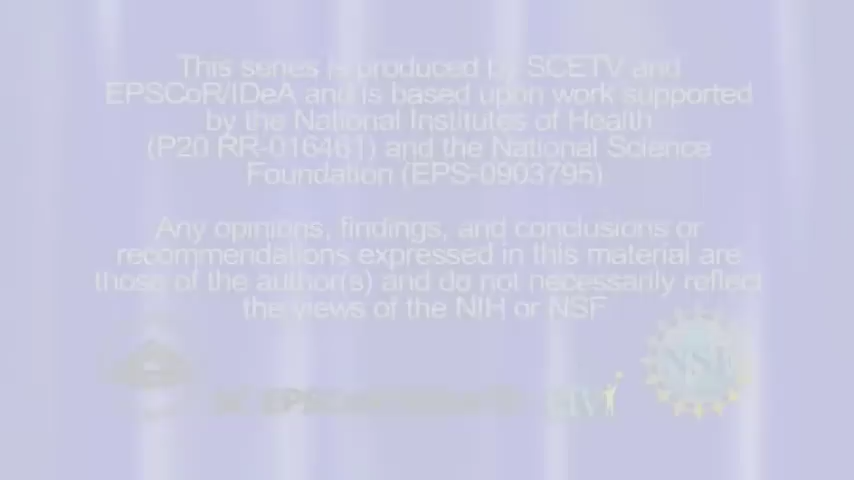 This series is produced by SCETV and
EPSCoR/IDeA and is based upon work supported
by the National Institutes of Health
(P20 RR-016461) and the National Science
Foundation (EPS-0903795)
Any opinions, findings, and conclusions or
recommendations expressed in this material are
those of the author(s) and do not necessarily reflect
the views of the NIH or NSF
NSF
SC EPSCoR